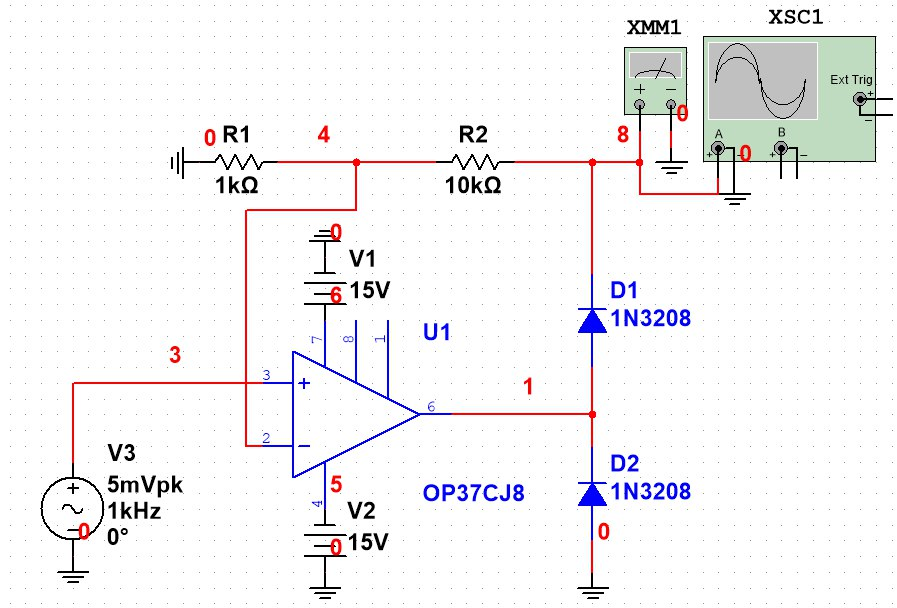 XSC1
XMM1
Ext Trig
+
−
+ −
0
A
B
+ −
+ −
0
0 R1
4
R2
8
1kΩ
10kΩ
0
V1
6 15V
D1
1N3208
7
8
1
U1
3
3
+
1
6
2
−
V3
+
5mVpk
1kHz
0
0°
5
4
OP37CJ8
V2
0 15V
D2
1N3208
0